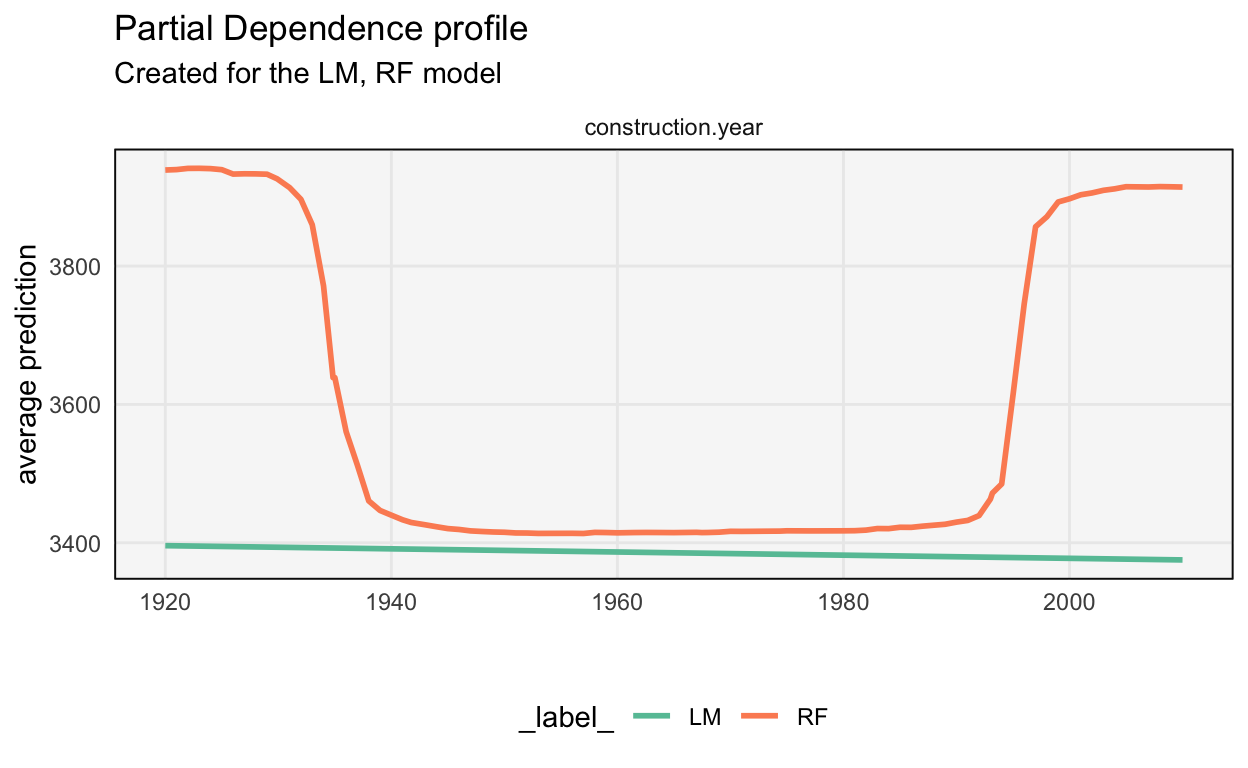 Partial Dependence profile
Created for the LM, RF model
construction.year
average prediction
3800
3600
3400
1920 1940 1960 1980 2000
_label_ LM RF